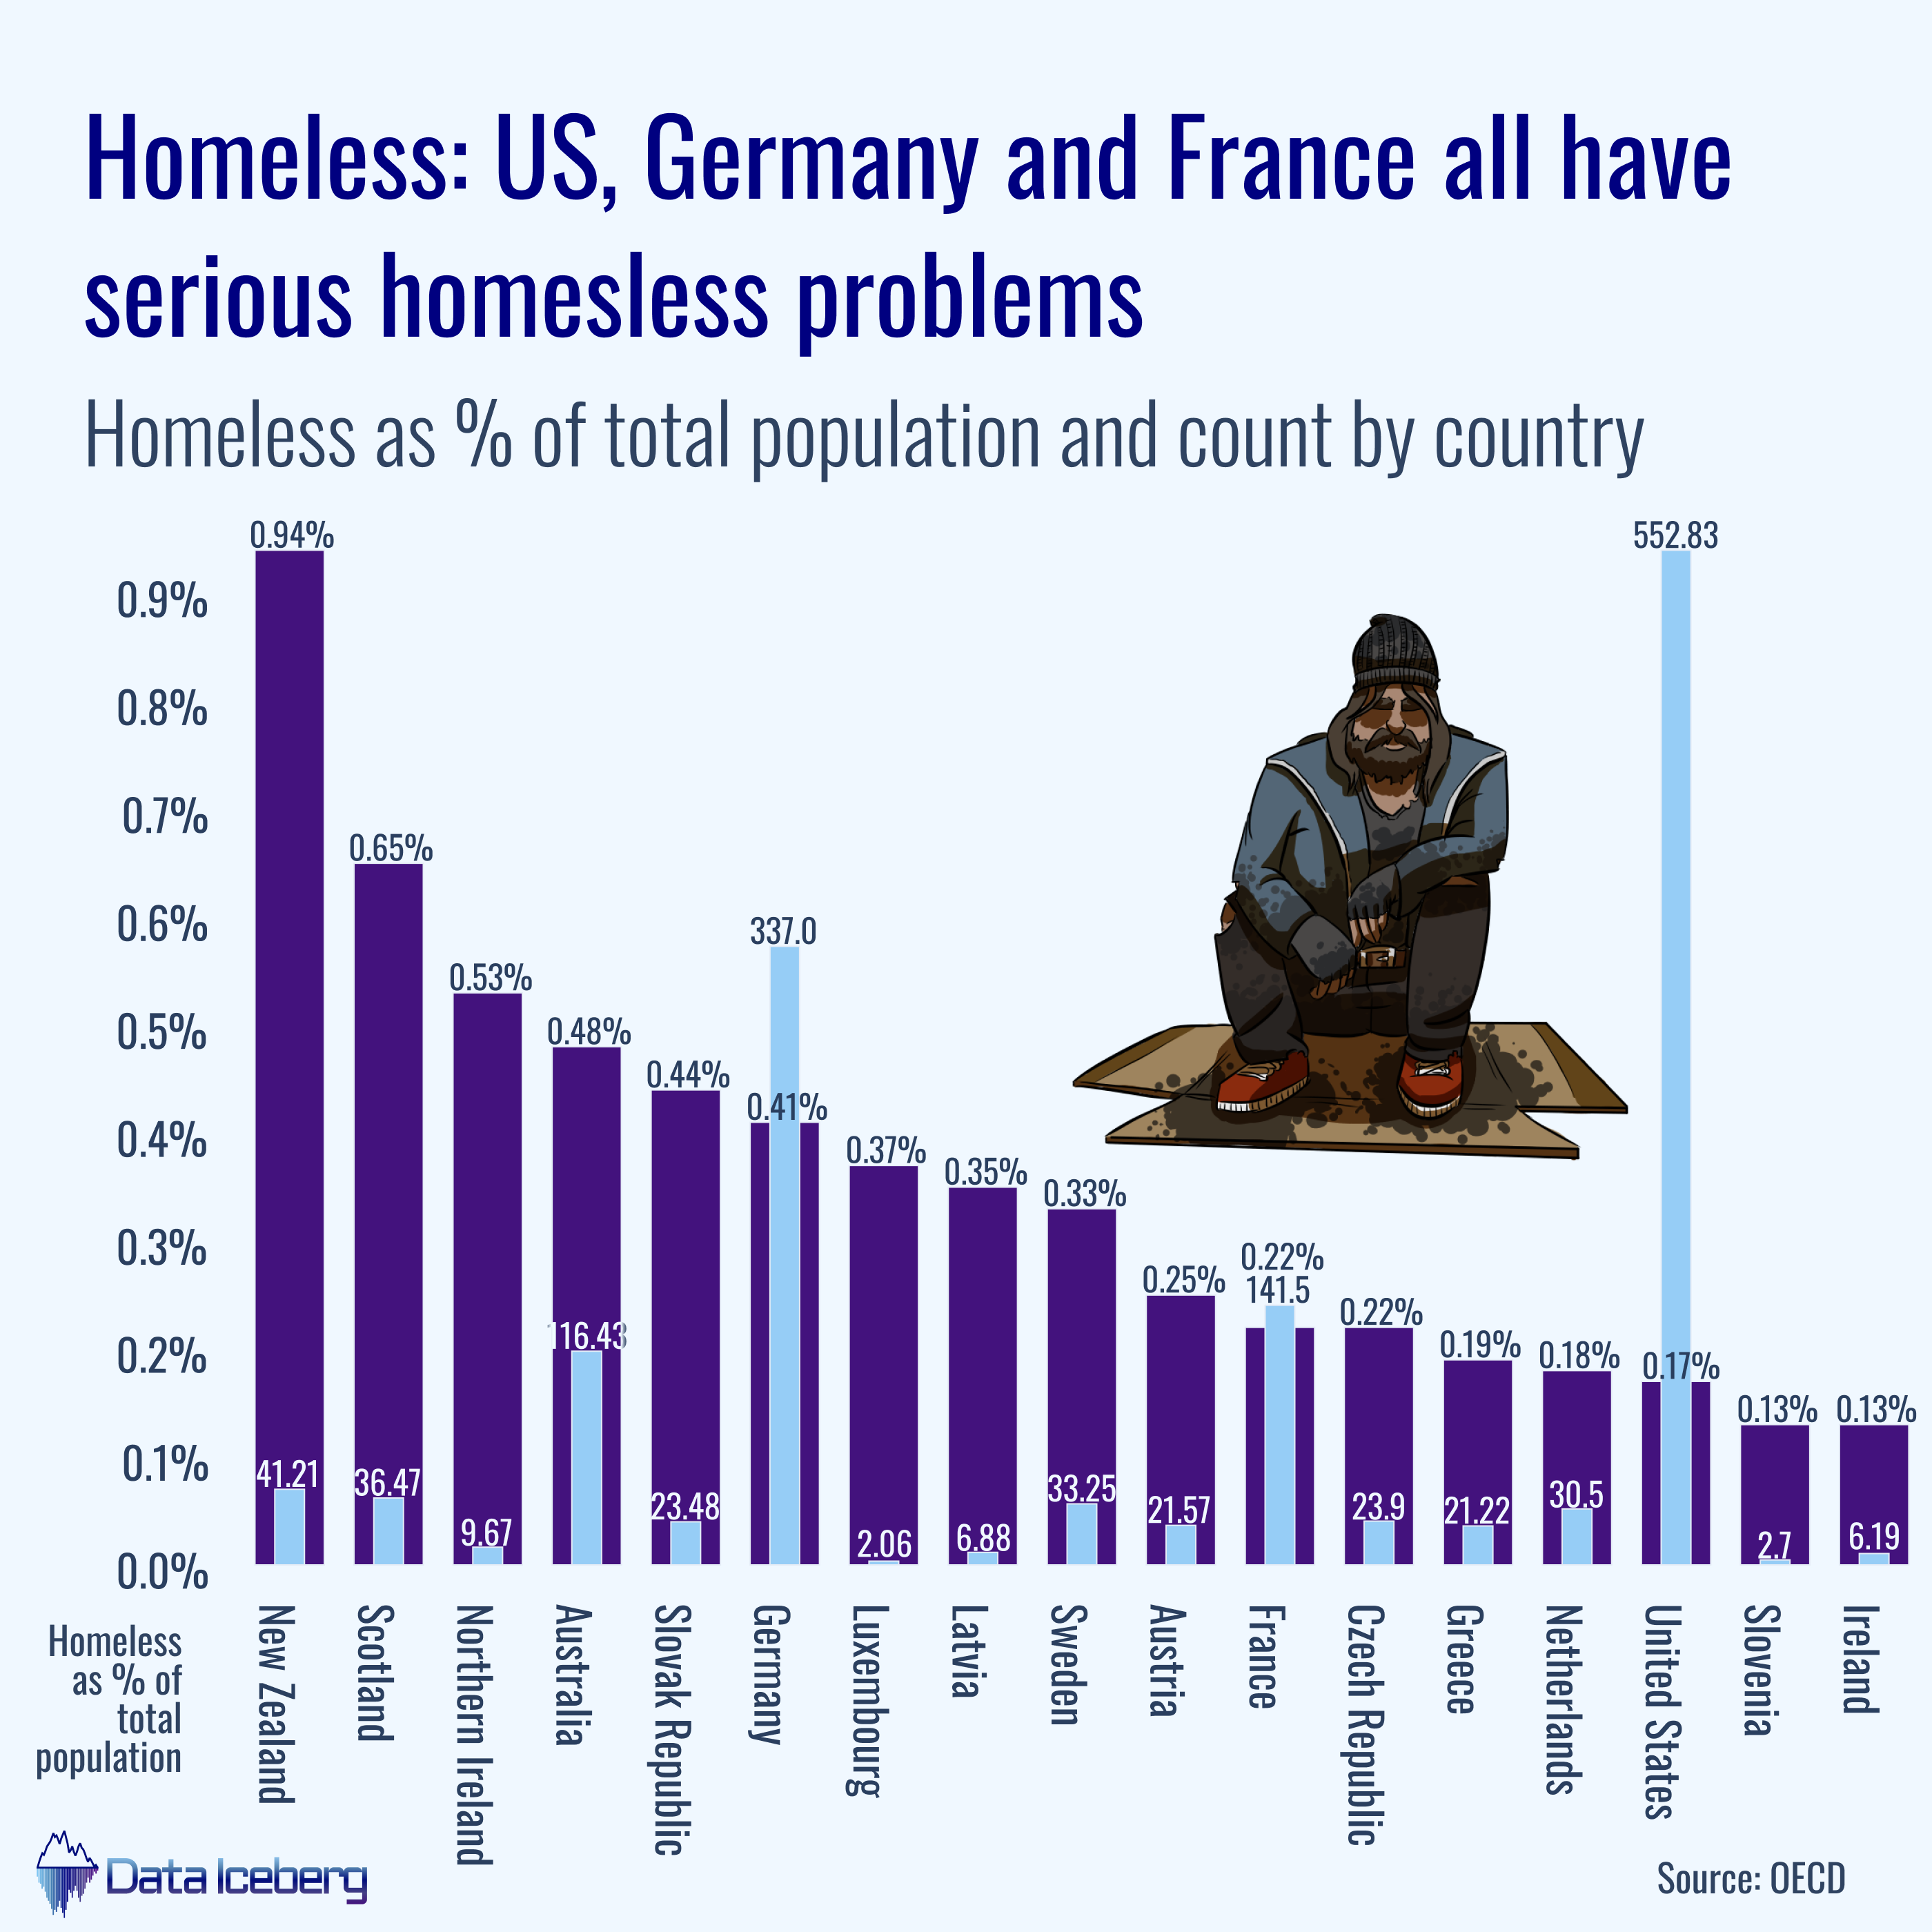 Homeless: US, Germany and France all have
serious homesless problems
Homeless as % of total population and count by country
0.9%
0.8%
0.7%
0.6%
0.5%
0.4%
0.3%
0.2%
0.1%
0.0%
0.94%
0.65%
0.53%
0.48%
0.44%
0.41%
0.37%
0.35%
0.33%
0.25%
0.22%
0.22%
0.19%
0.18%
0.17%
0.13%
0.13%
41.21
36.47
9.67
116.43
23.48
337.0
2.06
6.88
33.25
21.57
141.5
23.9
21.22
30.5
552.83
2.7
6.19
New Zealand
Scotland
Northern Ireland
Australia
Slovak Republic
Germany
Luxembourg
Latvia
Sweden
Austria
France
Czech Republic
Greece
Netherlands
United States
Slovenia
Ireland
Homeless
as % of
total
population
Data Iceberg
Source: OECD